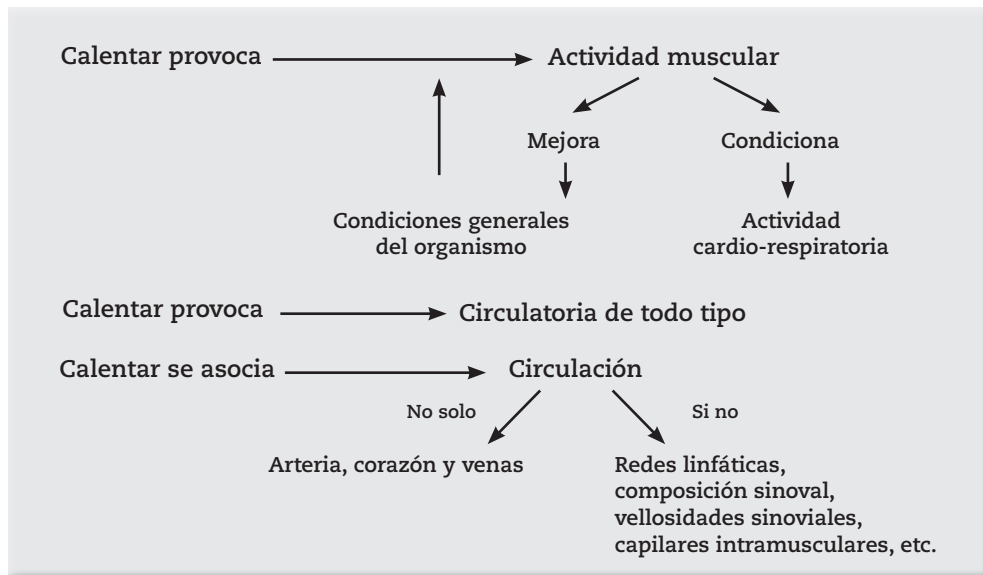 Calentar provoca Actividad muscular
Mejora Condiciona
Condiciones generales
del organismo
Actividad
cardio-respiratoria
Calentar provoca Circulatoria de todo tipo
Calentar se asocia Circulación
No solo Si no
Arteria, corazón y venas
Redes linfáticas,
composición sinoval,
vellosidades sinoviales,
capilares intramusculares, etc.